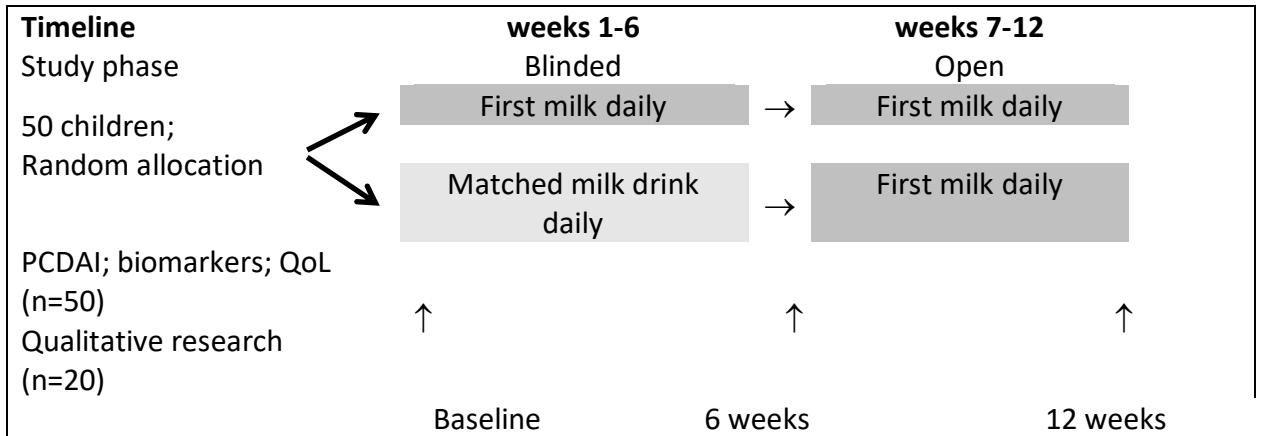 Timeline weeks 1-6 weeks 7-12
Study phase Blinded Open
First milk daily → First milk daily
50 children;
Random allocation
Matched milk drink
daily → First milk daily
PCDAI; biomarkers; QoL
(n=50)
↑ ↑ ↑
Qualitative research
(n=20)
Baseline 6 weeks 12 weeks